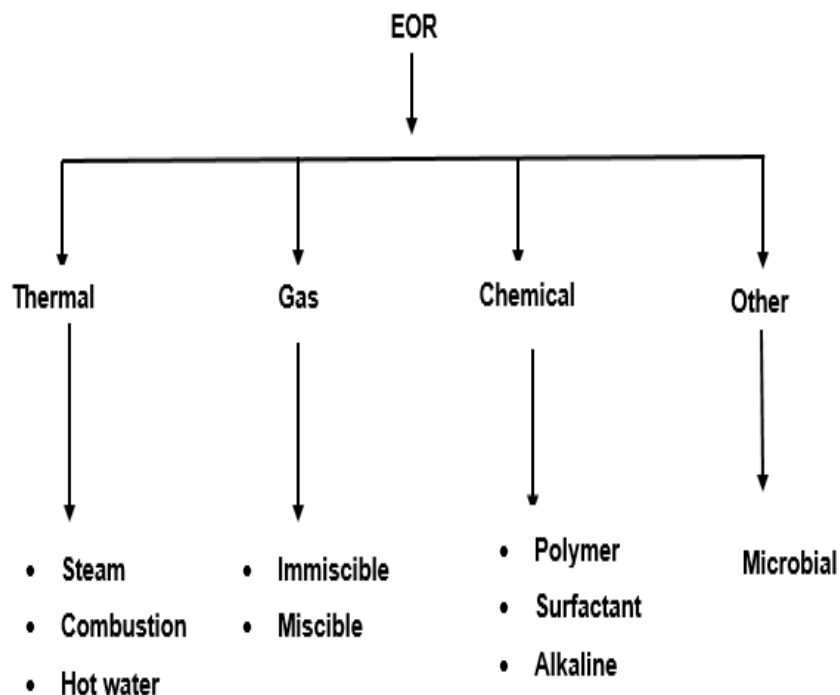 EOR
Thermal
Gas
Chemical
Other
• Steam
• Combustion
• Hot water
• Immiscible
• Miscible
• Polymer
• Surfactant
• Alkaline
Microbial